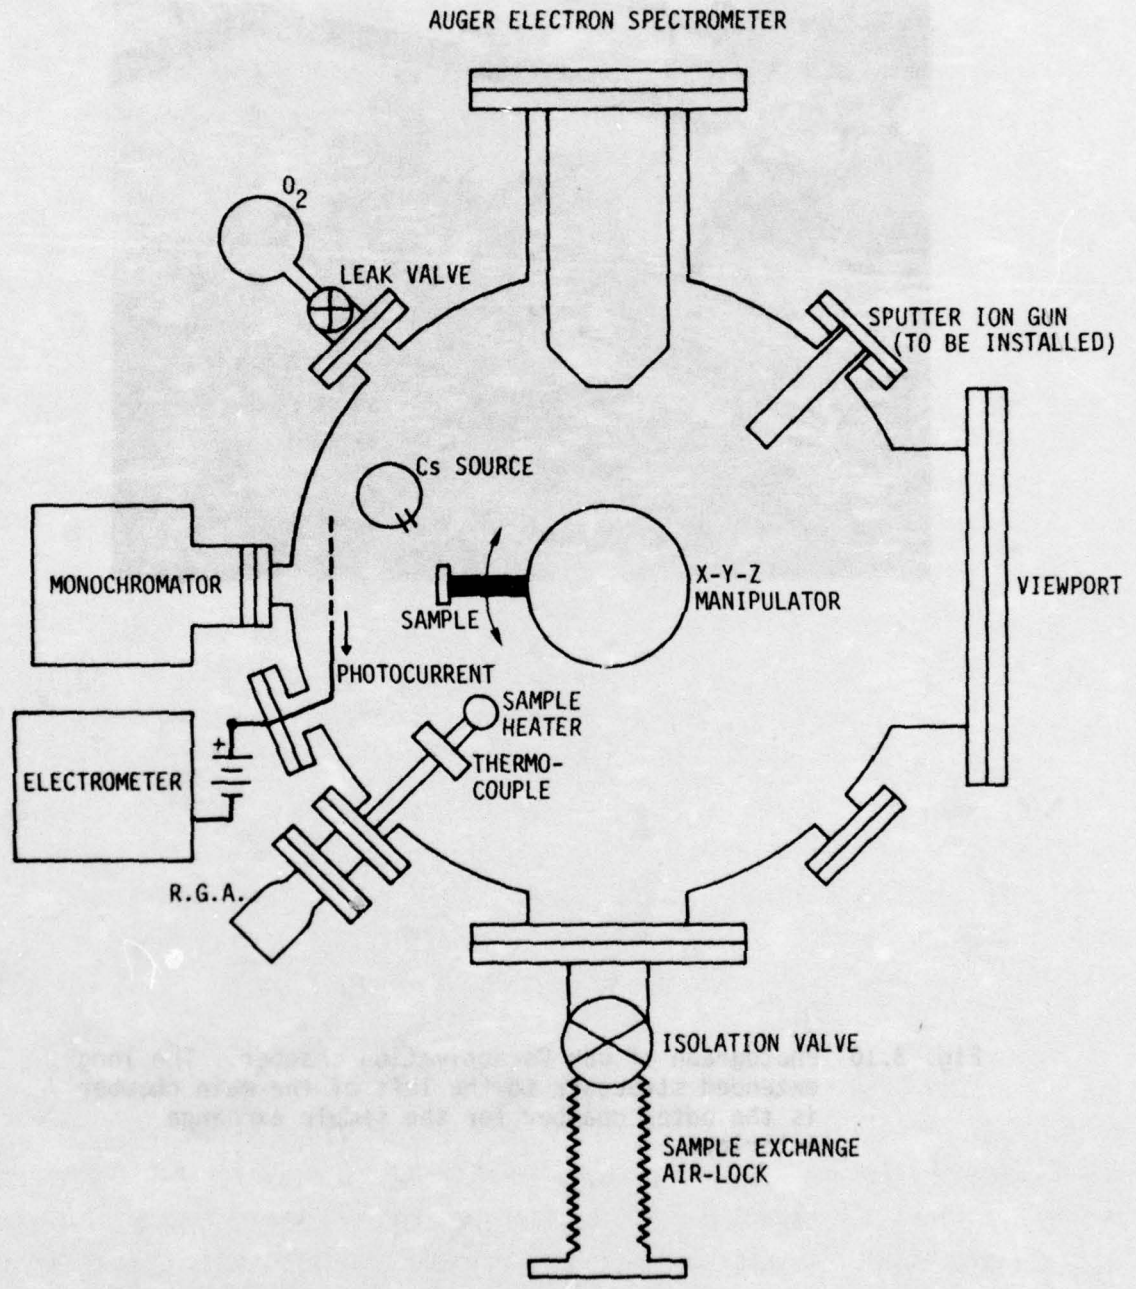 AUGER ELECTRON SPECTROMETER
O2
LEAK VALVE
SPUTTER ION GUN
(TO BE INSTALLED)
Cs SOURCE
MONOCHROMATOR
X-Y-Z
MANIPULATOR
VIEWPORT
SAMPLE
PHOTOCURRENT
SAMPLE
HEATER
+
THERMO-
COUPLE
ELECTROMETER
R.G.A.
ISOLATION VALVE
SAMPLE EXCHANGE
AIR-LOCK